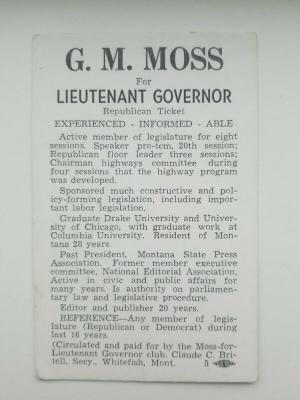 G. M. MOSS
For
LIEUTENANT GOVERNOR
Republican Ticket
EXPERIENCED - INFORMED - ABLE
Active member of legislature for eight
sessions. Speaker pro-tem, 20th session;
Republican floor leader three sessions;
Chairman highways committee during
four sessions that the highway program
was developed.
Sponsored much constructive and pol-
icy-forming legislation, including impor-
tant labor legislation.
Graduate Drake University and Univer-
sity of Chicago, with graduate work at
Columbia University. Resident of Mon-
tana 28 years.
Past President, Montana State Press
Association. Former member executive
committee, National Editorial Association.
Active in civic and public affairs for
many years. Is authority on parliamen-
tary law and legislative procedure.
Editor and publisher 20 years.
REFERENCE—Any member of legis-
lature (Republican or Democrat) during
last 16 years.
(Circulated and paid for by the Moss-for-
Lieutenant Governor club. Claude C. Bri-
tell, Secy., Whitefish, Mont. 5